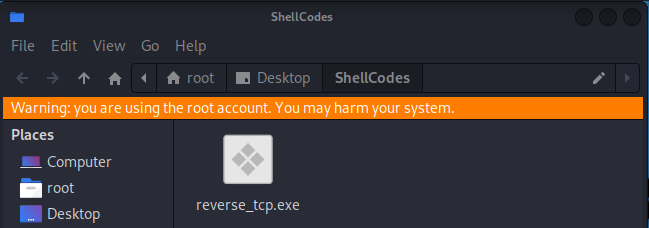 ShellCodes
File Edit View Go Help
root Desktop ShellCodes
Warning: you are using the root account. You may harm your system.
Places
Computer
root
Desktop
reverse_tcp.exe